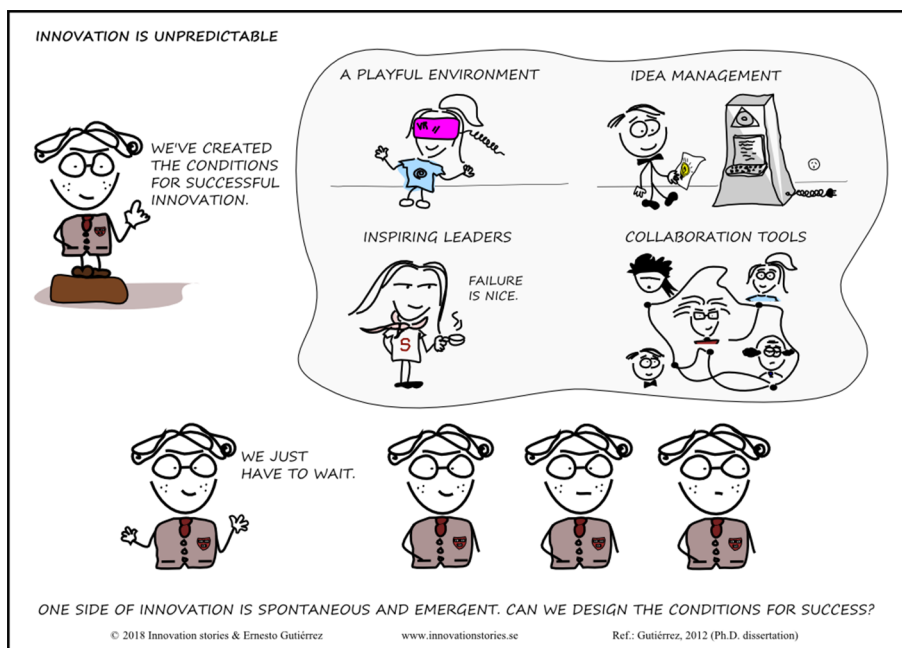 INNOVATION IS UNPREDICTABLE
WE'VE CREATED
THE CONDITIONS
FOR SUCCESSFUL
INNOVATION.
A PLAYFUL ENVIRONMENT
VR
IDEA MANAGEMENT
INSPIRING LEADERS
FAILURE
IS NICE.
S
COLLABORATION TOOLS
WE JUST
HAVE TO WAIT.
ONE SIDE OF INNOVATION IS SPONTANEOUS AND EMERGENT. CAN WE DESIGN THE CONDITIONS FOR SUCCESS?
© 2018 Innovation stories & Ernesto Gutiérrez
www.innovationstories.se
Ref.: Gutiérrez, 2012 (Ph.D. dissertation)